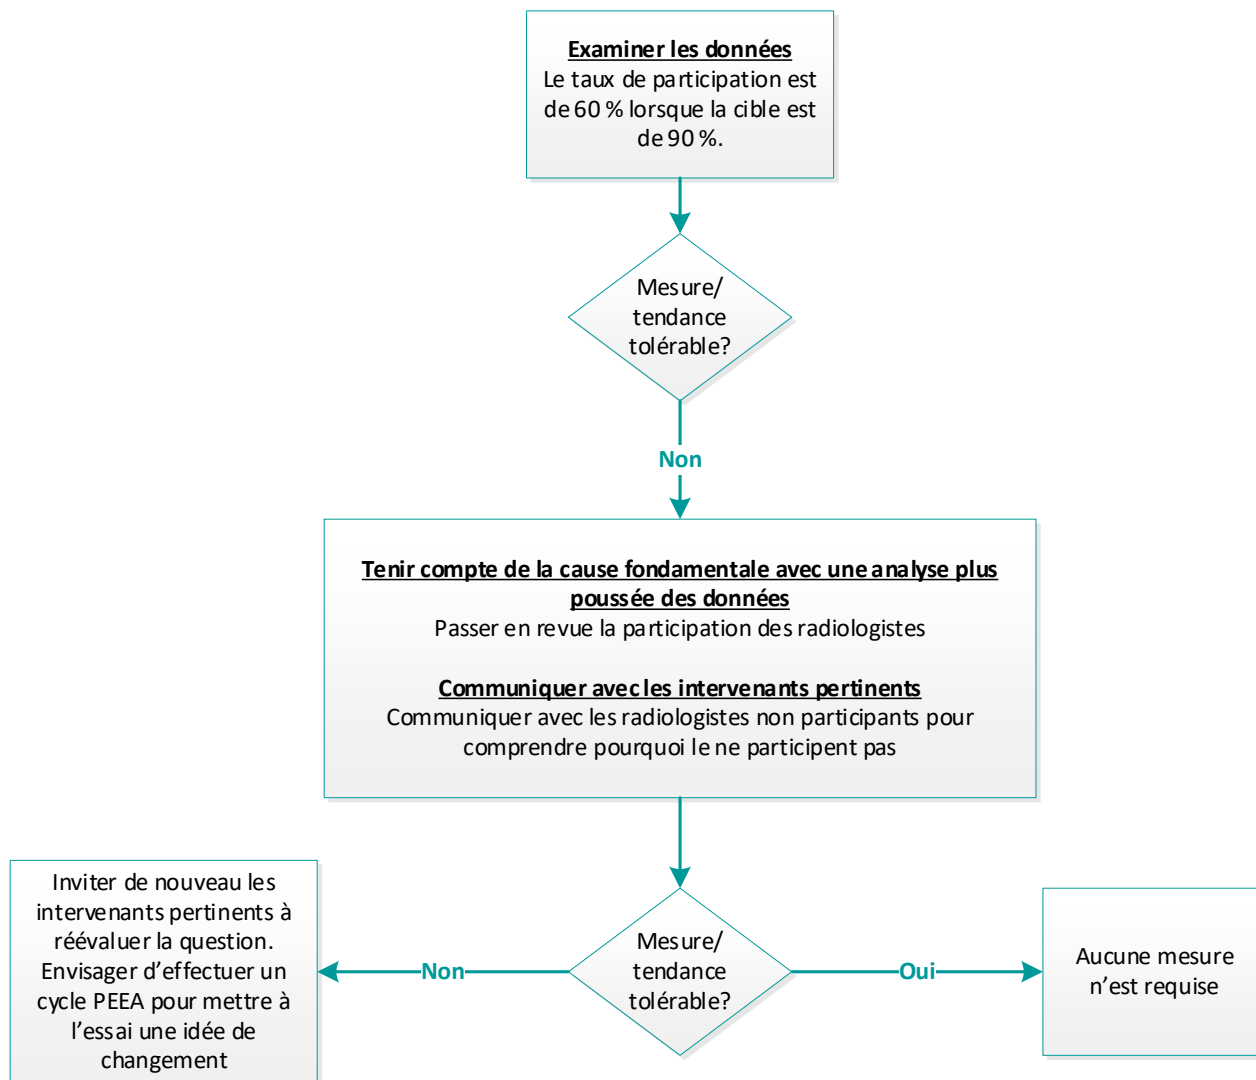 Examiner les données
Le taux de participation est
de 60 % lorsque la cible est
de 90 %.
Mesure/
tendance
tolérable?
Non
Tenir compte de la cause fondamentale avec une analyse plus
poussée des données
Passer en revue la participation des radiologistes
Communiquer avec les intervenants pertinents
Communiquer avec les radiologistes non participants pour
comprendre pourquoi le ne participent pas
Inviter de nouveau les
intervenants pertinents à
réévaluer la question.
Envisager d’effectuer un
cycle PEEA pour mettre à
l’essai une idée de
changement
Non
Mesure/
tendance
tolérable?
Oui
Aucune mesure
n’est requise